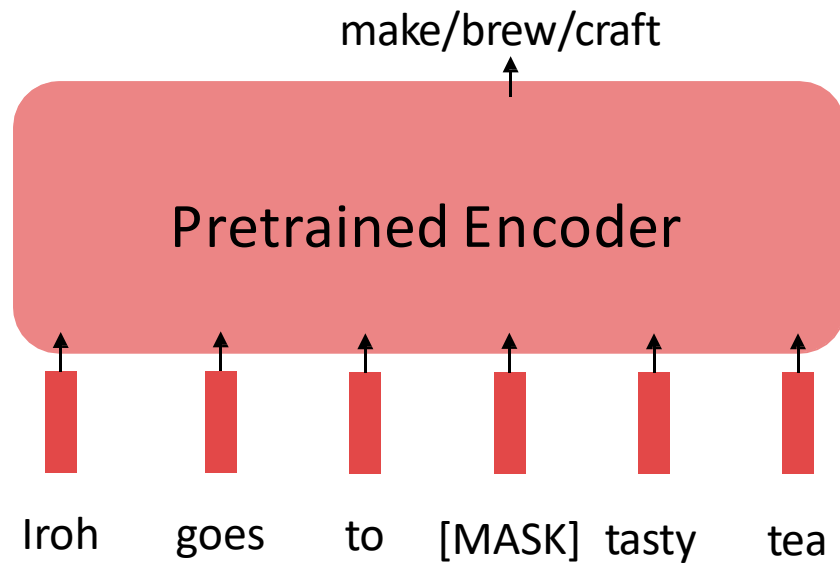 make/brew/craft
Pretrained Encoder
Iroh goes to [MASK] tasty tea